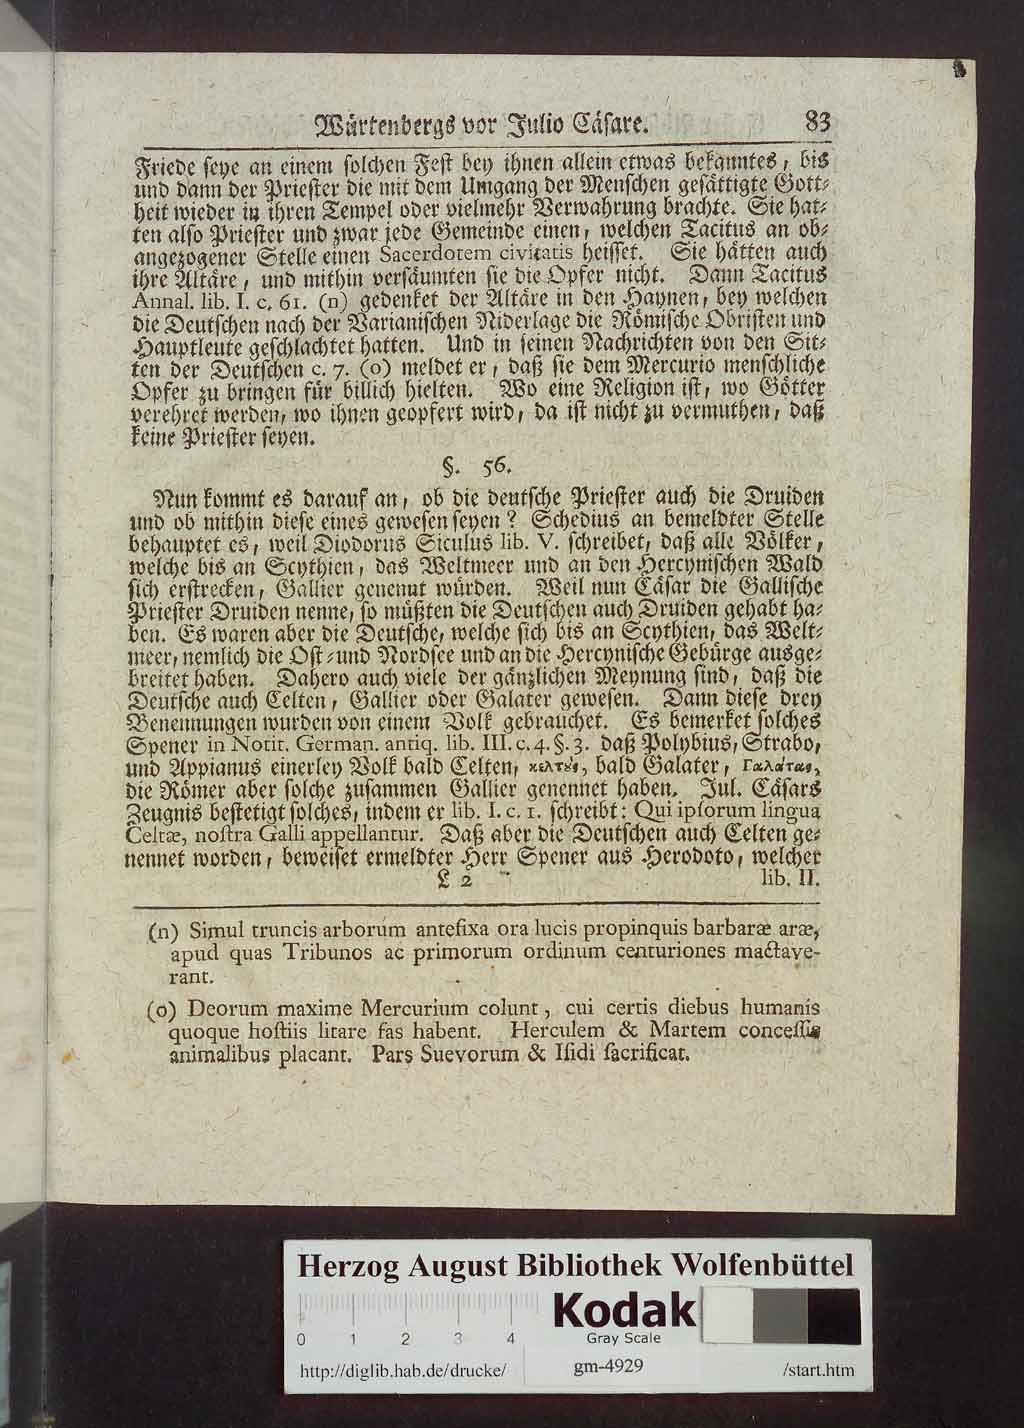 Würtenbergs vor Julio Cäsare. 83
Friede seye an einem solchen Fest bey ihnen allein etwas bekanntes, bis
und dann der Priester die mit dem Umgang der Menschen gesättigte Gott-
heit wieder in ihren Tempel oder vielmehr Verwahrung brachte. Sie hat-
ten also Priester und zwar jede Gemeinde einen, welchen Tacitus an ob-
angezogener Stelle einen Sacerdotem civitatis heisset. Sie hätten auch
ihre Altäre, und mithin versäumten sie die Opfer nicht. Dann Tacitus
Annal. lib. I. c. 61. (n) gedenket der Altäre in den Haynen, bey welchen
die Deutschen nach der Varianischen Niderlage die Römische Obristen und
Hauptleute geschlachtet hatten. Und in seinen Nachrichten von den Sit-
ten der Deutschen c. 7. (o) meldet er, daß sie dem Mercurio menschliche
Opfer zu bringen für billich hielten. Wo eine Religion ist, wo Götter
verehret werden, wo ihnen geopfert wird, da ist nicht zu vermuthen, daß
keine Priester seyen.
§. 56.
Nun kommt es darauf an, ob die deutsche Priester auch die Druiden
und ob mithin diese eines gewesen seyen? Schedius an bemeldter Stelle
behauptet es, weil Diodorus Siculus lib. V. schreibet, daß alle Völker,
welche bis an Scythien, das Weltmeer und an den Hercynischen Wald
sich erstrecken, Gallier genennt würden. Weil nun Cäsar die Gallische
Priester Druiden nenne, so müßten die Deutschen auch Druiden gehabt ha-
ben. Es waren aber die Deutsche, welche sich bis an Scythien, das Welt-
meer, nemlich die Ost- und Nordsee und an die Hercynische Gebürge ausge-
breitet haben. Dahero auch viele der gänzlichen Meynung sind, daß die
Deutsche auch Celten, Gallier oder Galater gewesen. Dann diese drey
Benennungen wurden von einem Volk gebrauchet. Es bemerket solches
Spener in Notit. German. antiq. lib. III. c. 4. §. 3. daß Polybius, Strabo,
und Appianus einerley Volk bald Celten, κελτȣς, bald Galater, Γαλάτας,
die Römer aber solche zusammen Gallier genennet haben. Jul. Cäsars
Zeugnis bestetigt solches, indem er lib. I. c. 1. schreibt: Qui ipsorum lingua
Celtæ, nostra Galli appellantur. Daß aber die Deutschen auch Celten ge-
nennet worden, beweiset ermeldter Herr Spener aus Herodoto, welcher
L 2 lib. II.
(n) Simul truncis arborum antefixa ora lucis propinquis barbaræ aræ,
apud quas Tribunos ac primorum ordinum centuriones mactave-
rant.
(o) Deorum maxime Mercurium colunt, cui certis diebus humanis
quoque hostiis litare fas habent. Herculem & Martem concessis
animalibus placant. Pars Suevorum & Isidi sacrificat.
Herzog August Bibliothek Wolfenbüttel
Kodak
0 1 2 3 4 Gray Scale
http://diglib.hab.de/drucke/ gm-4929 /start.htm